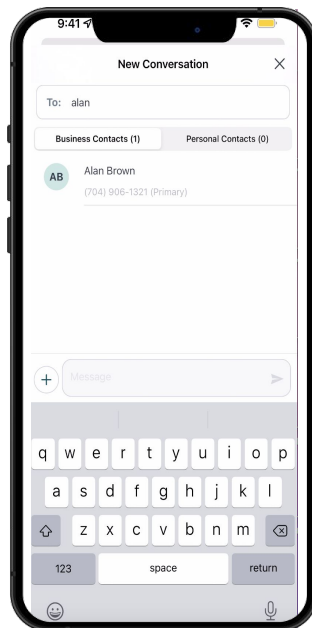 9:41
New Conversation
To: alan
Business Contacts (1) Personal Contacts (0)
AB Alan Brown
(704) 906-1321 (Primary)
Message
q w e r t y u i o p
a s d f g h j k l
z x c v b n m
123 space return